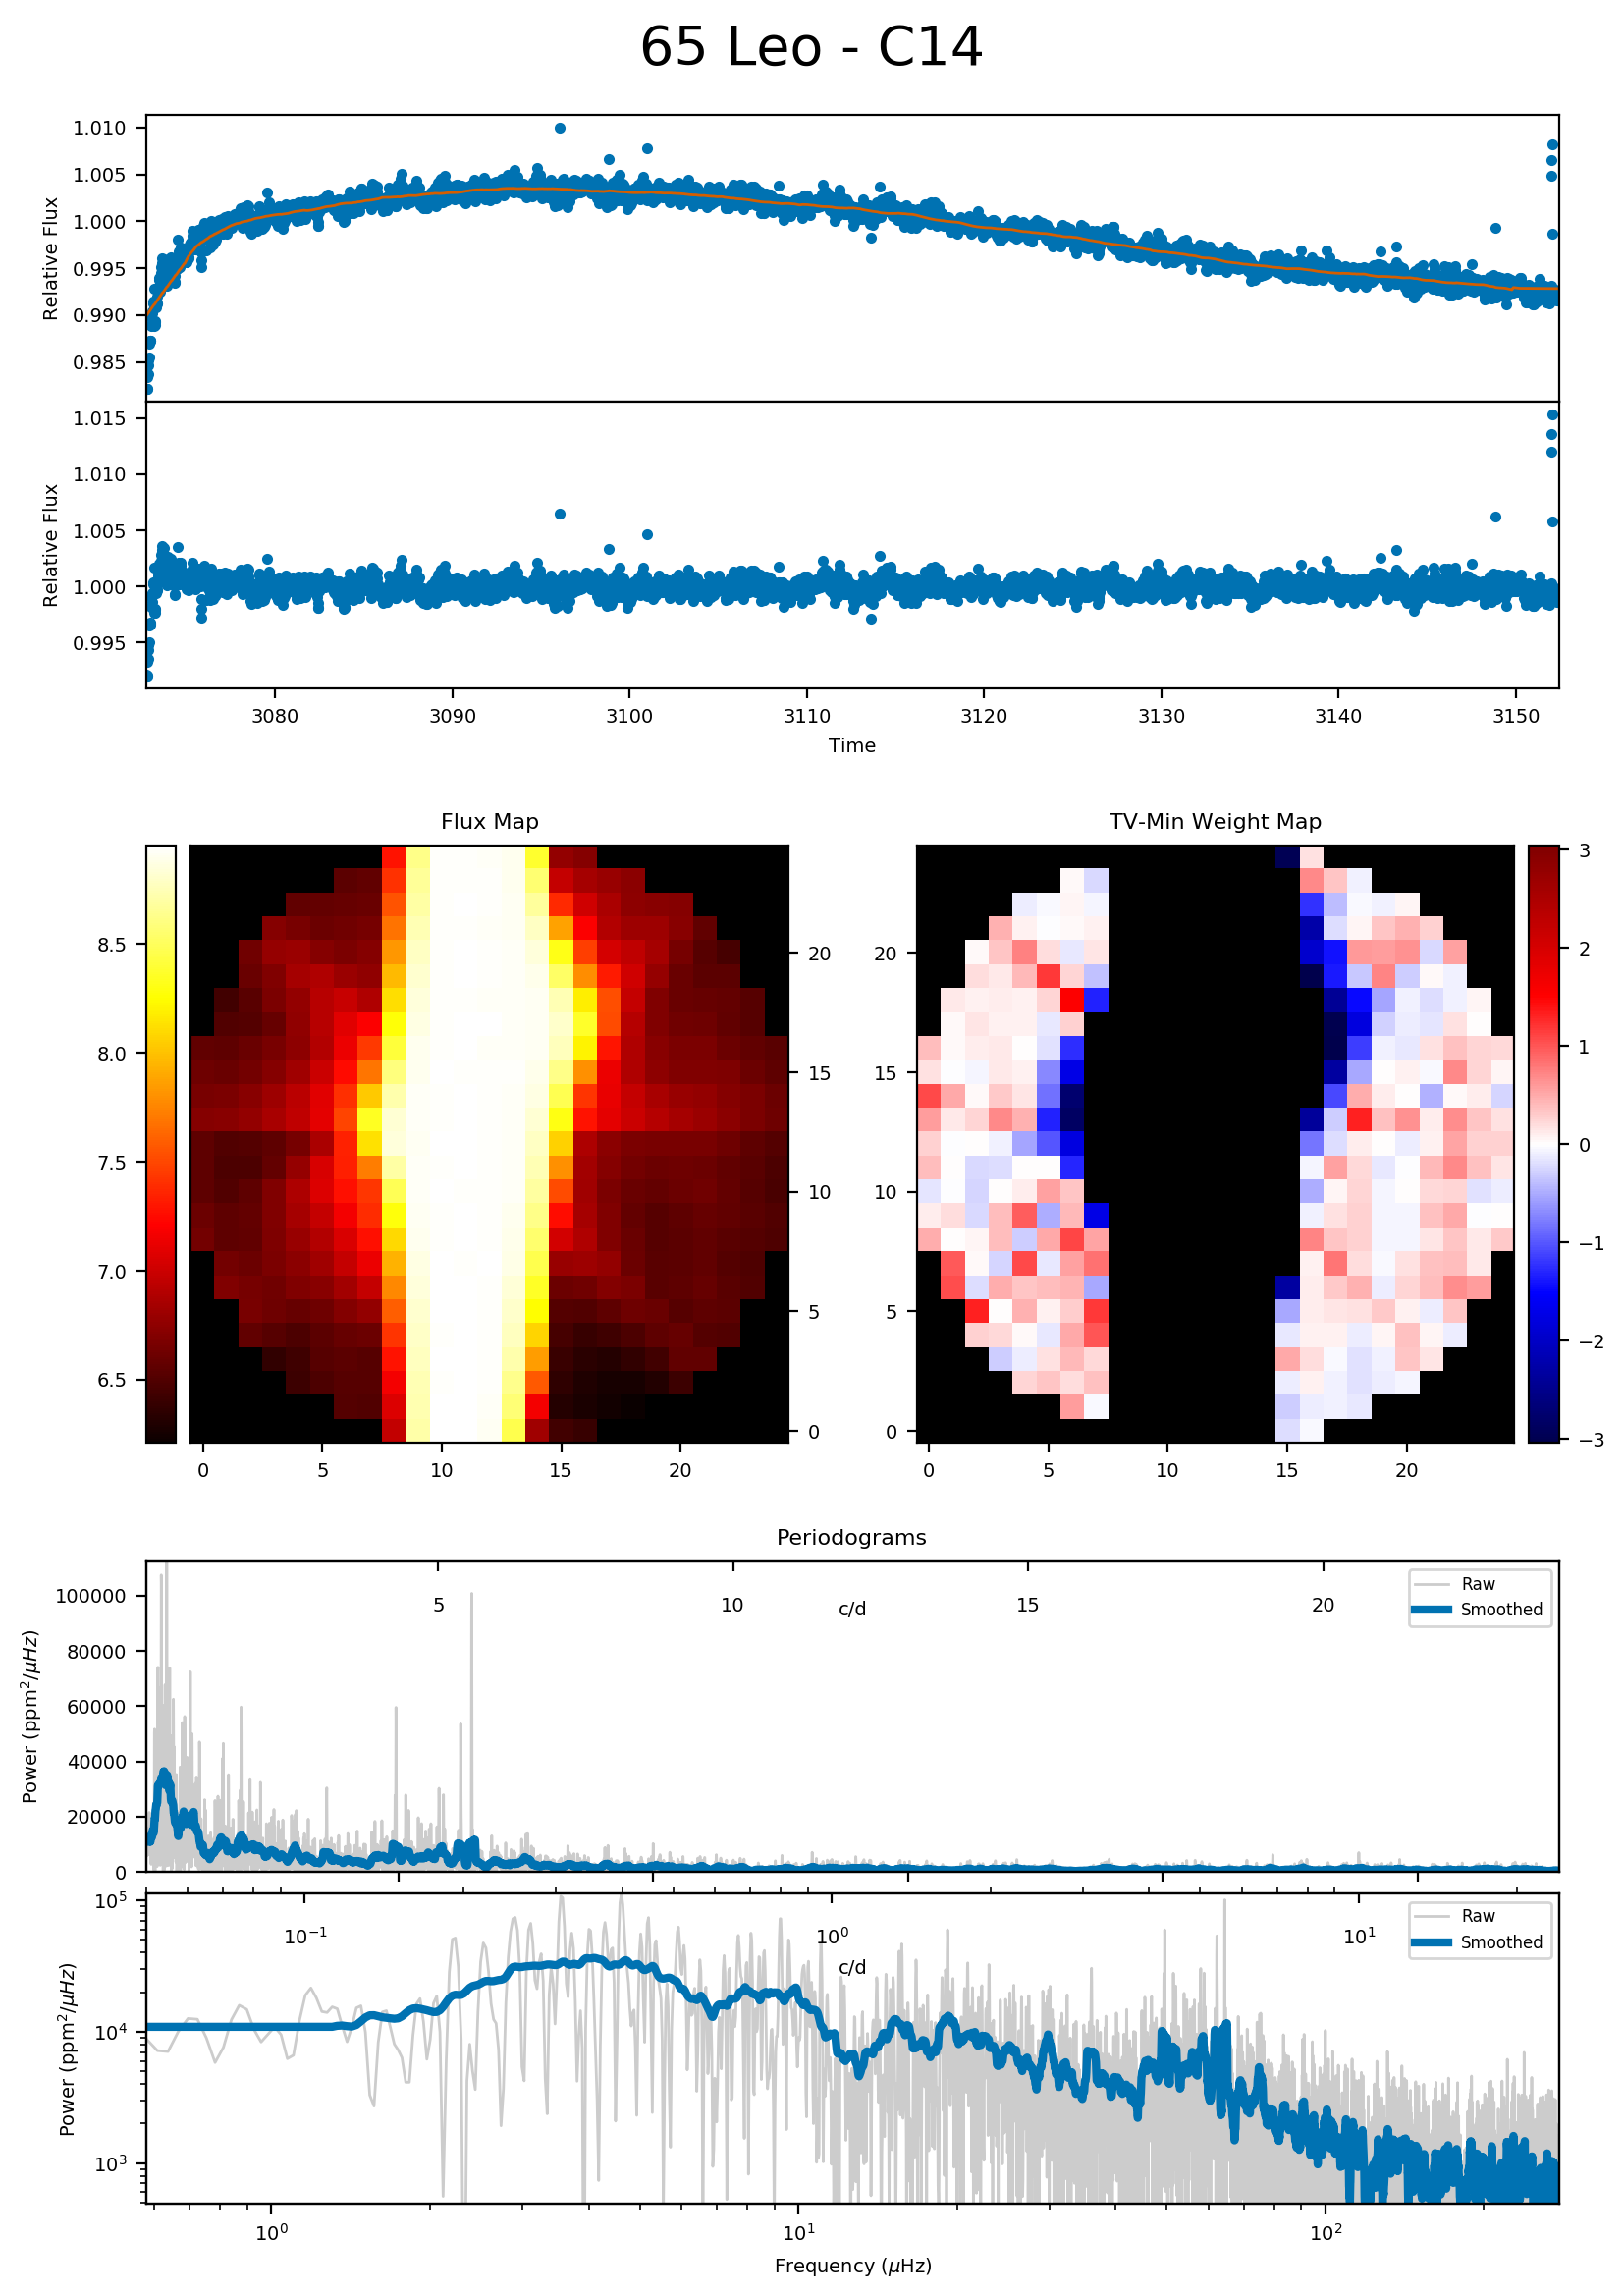 65 Leo - C14
1.010
1.005
1.000
0.995
0.990
0.985
Relative Flux
1.015
1.010
1.005
1.000
0.995
Relative Flux
3080 3090 3100 3110 3120 3130 3140 3150
Time
Flux Map
8.5
8.0
7.5
7.0
6.5
20
15
10
5
0
0 5 10 15 20
TV-Min Weight Map
20
15
10
5
0
0 5 10 15 20
3
2
1
0
−1
−2
−3
Periodograms
100000
80000
60000
40000
20000
0
Power (ppm²/μHz)
5 10 15 20
c/d
Raw
Smoothed
10⁵
10⁴
10³
Power (ppm²/μHz)
10⁻¹ 10⁰ 10¹
c/d
Raw
Smoothed
10⁰ 10¹ 10²
Frequency (μHz)